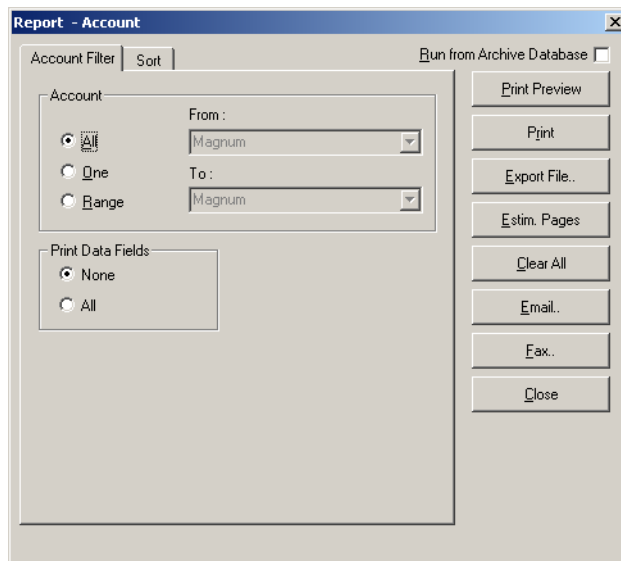 Report - Account
Account Filter
Sort
Run from Archive Database
Account
From :
All
Magnum
One
To :
Range
Magnum
Print Data Fields
None
All
Print Preview
Print
Export File..
Estim. Pages
Clear All
Email..
Fax..
Close